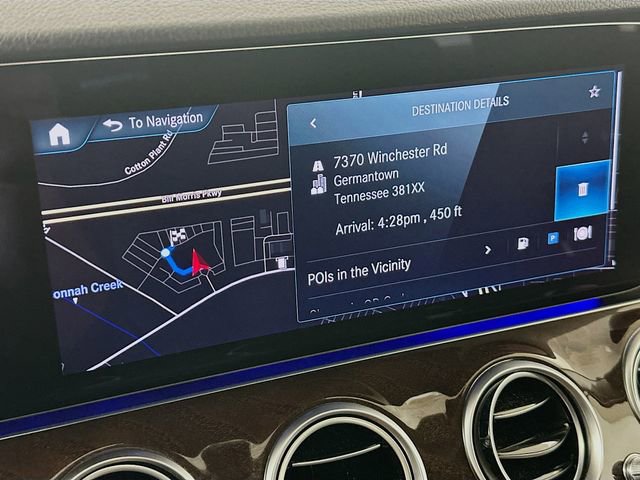 To Navigation
DESTINATION DETAILS
Cotton Plant Rd
7370 Winchester Rd
Germantown
Tennessee 381XX
Bill Morris Pkwy
Arrival: 4:28pm , 450 ft
POIs in the Vicinity
P
onnah Creek